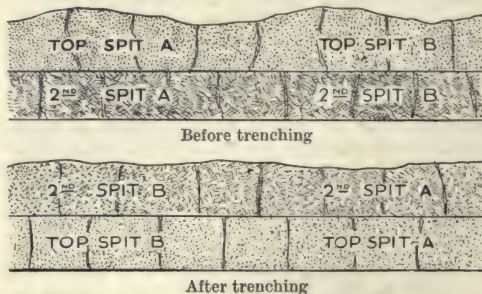 TOP SPIT A TOP SPIT B
2ND SPIT A 2ND SPIT B
Before trenching
2ND SPIT B 2ND SPIT A
TOP SPIT B TOP SPIT A
After trenching